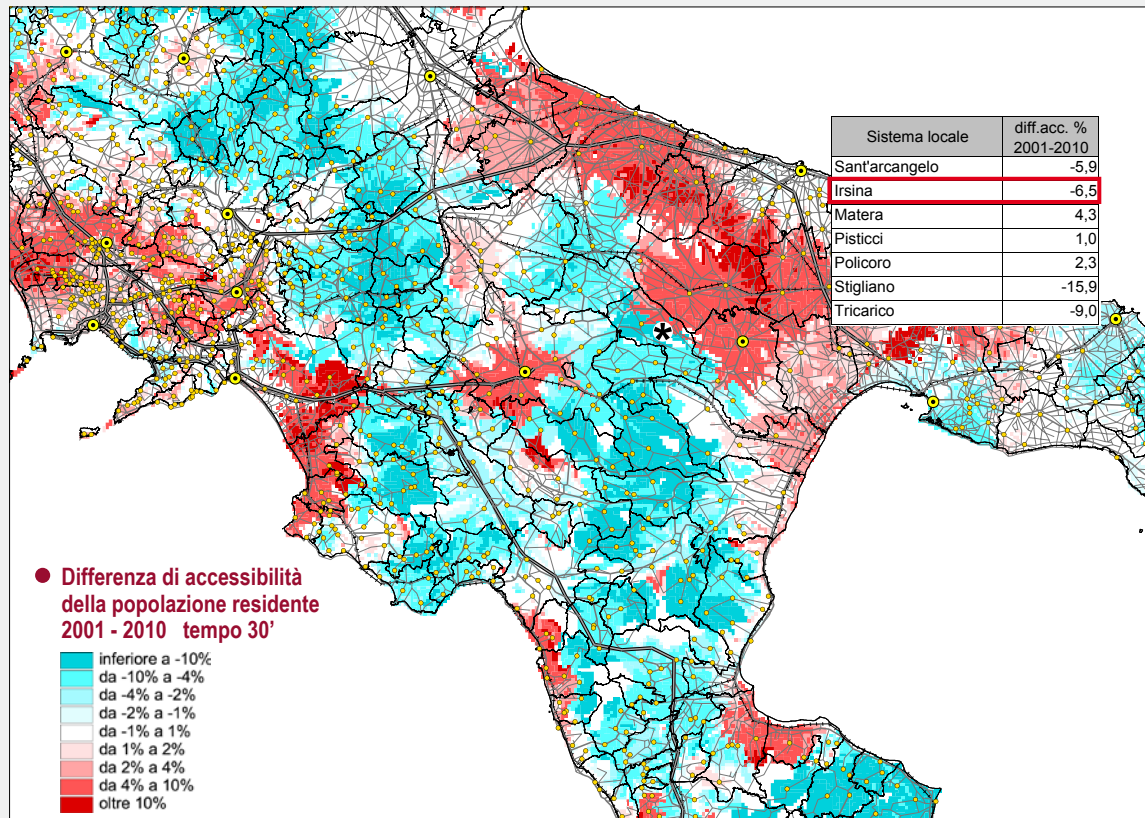 Sistema locale diff.acc. %
2001-2010
Sant'arcangelo -5,9
Irsina -6,5
Matera 4,3
Pisticci 1,0
Policoro 2,3
Stigliano -15,9
Tricarico -9,0
*
● Differenza di accessibilità
della popolazione residente
2001 - 2010 tempo 30’
inferiore a -10%
da -10% a -4%
da -4% a -2%
da -2% a -1%
da -1% a 1%
da 1% a 2%
da 2% a 4%
da 4% a 10%
oltre 10%